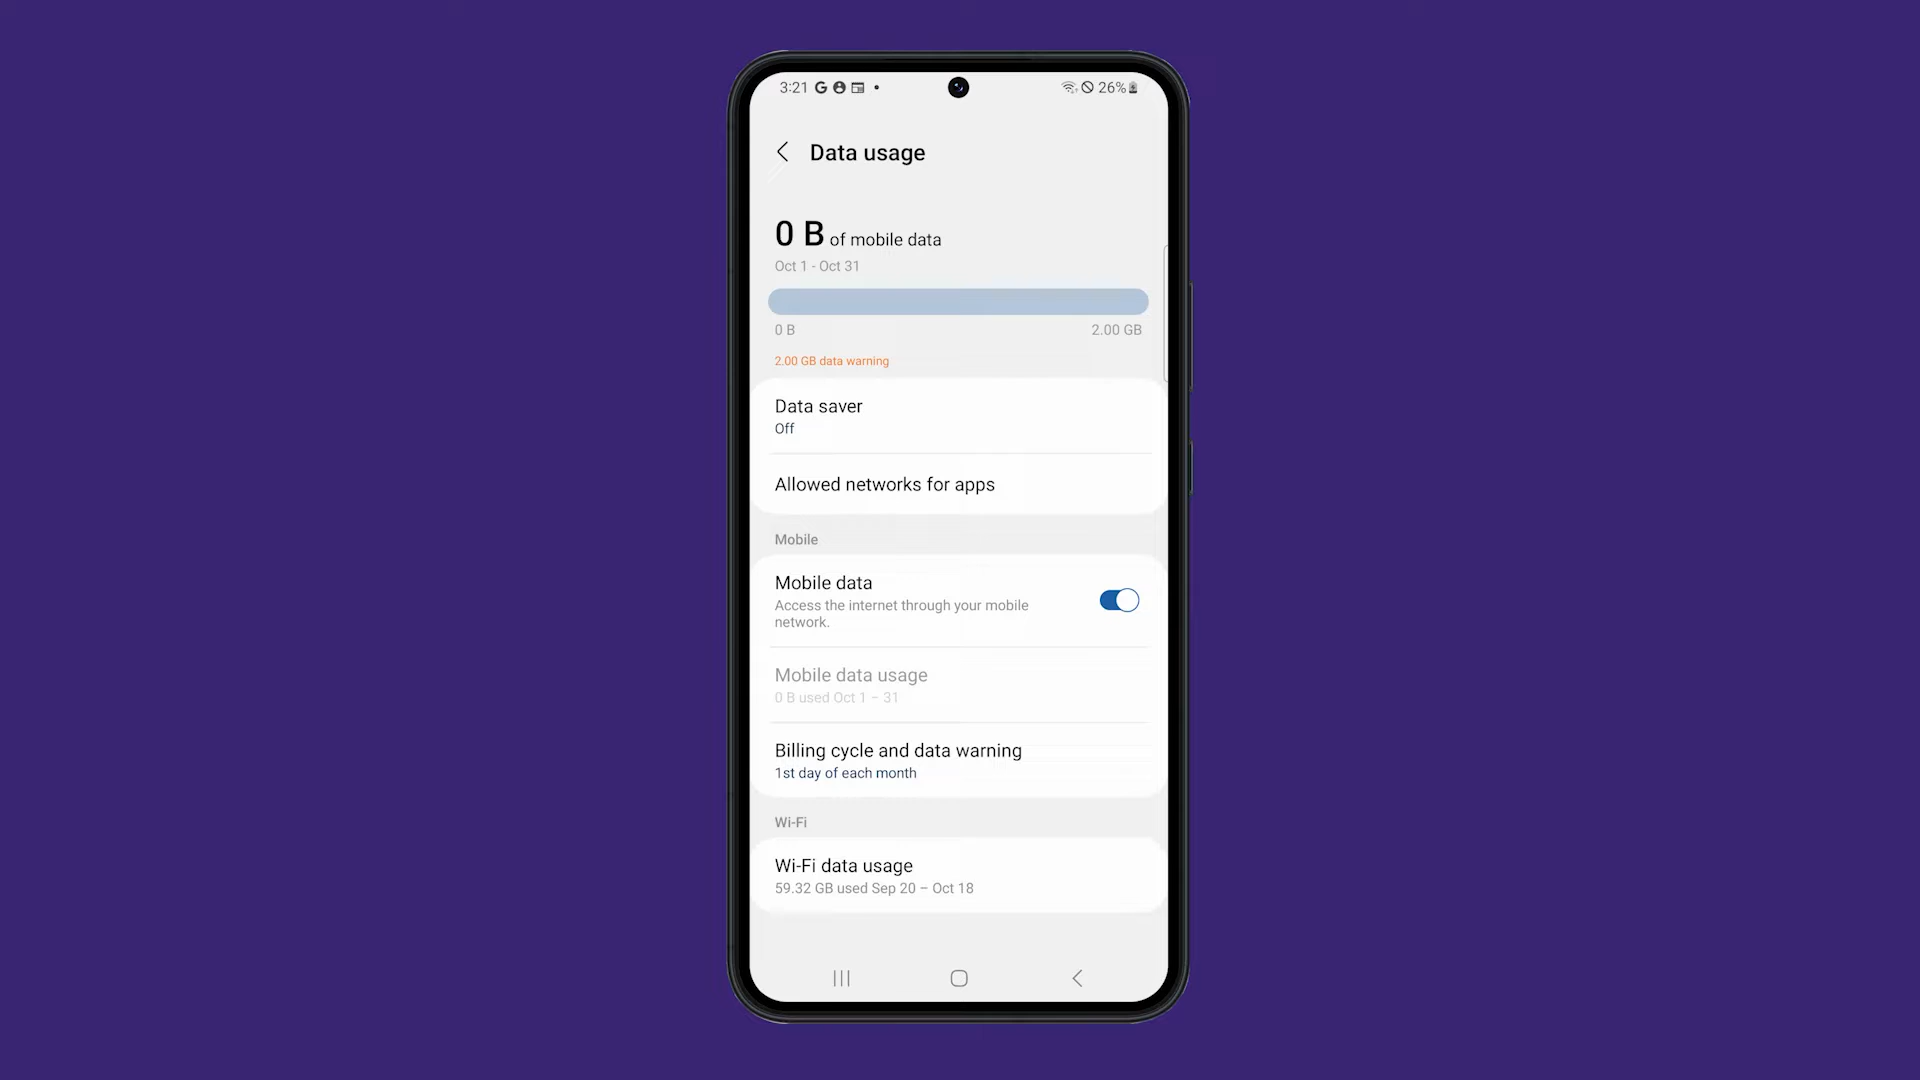 3:21
26%
Data usage
0 B of mobile data
Oct 1 - Oct 31
0 B 2.00 GB
2.00 GB data warning
Data saver
Off
Allowed networks for apps
Mobile
Mobile data
Access the internet through your mobile
network.
Mobile data usage
0 B used Oct 1 – 31
Billing cycle and data warning
1st day of each month
Wi-Fi
Wi-Fi data usage
59.32 GB used Sep 20 – Oct 18